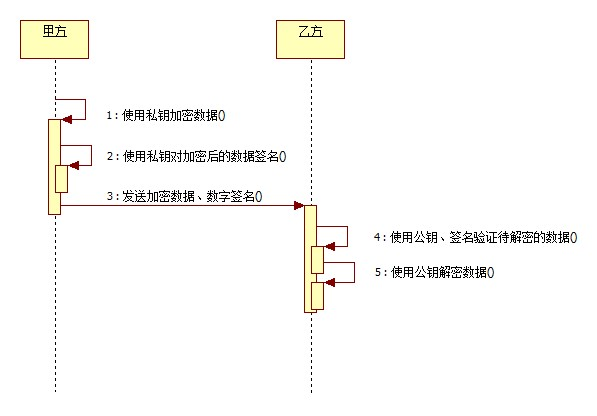 甲方
乙方
1 : 使用私钥加密数据()
2 : 使用私钥对加密后的数据签名()
3 : 发送加密数据、数字签名()
4 : 使用公钥、签名验证待解密的数据()
5 : 使用公钥解密数据()